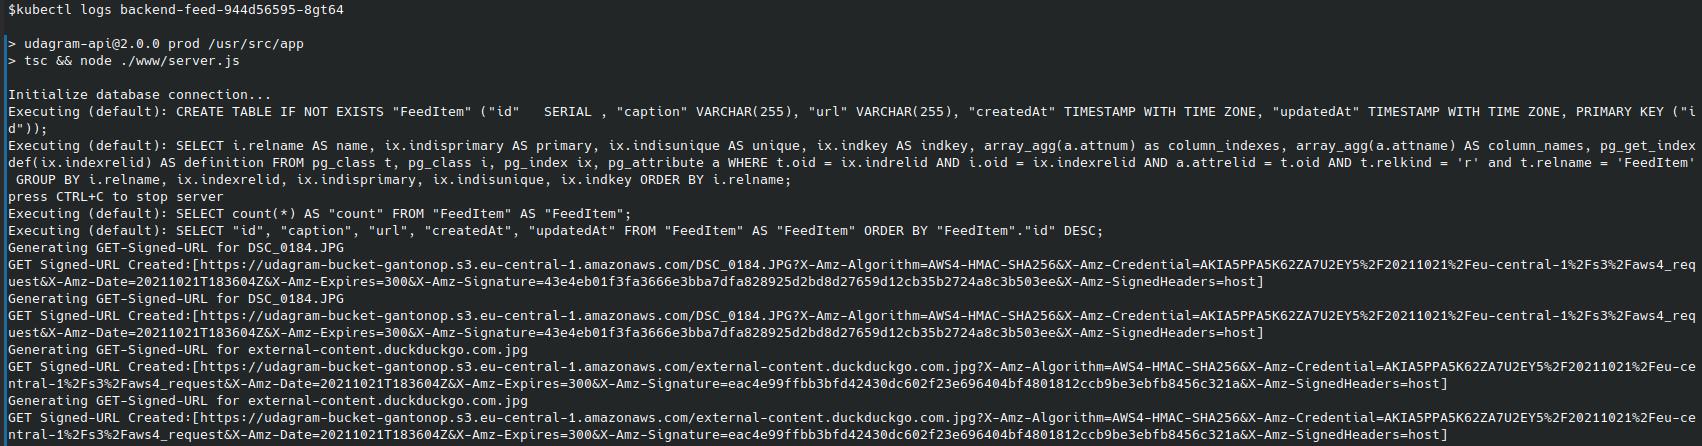 $kubectl logs backend-feed-944d56595-8gt64
> udagram-api@2.0.0 prod /usr/src/app
> tsc && node ./www/server.js
Initialize database connection...
Executing (default): CREATE TABLE IF NOT EXISTS "FeedItem" ("id"   SERIAL , "caption" VARCHAR(255), "url" VARCHAR(255), "createdAt" TIMESTAMP WITH TIME ZONE, "updatedAt" TIMESTAMP WITH TIME ZONE, PRIMARY KEY ("i
d"));
Executing (default): SELECT i.relname AS name, ix.indisprimary AS primary, ix.indisunique AS unique, ix.indkey AS indkey, array_agg(a.attnum) as column_indexes, array_agg(a.attname) AS column_names, pg_get_index
def(ix.indexrelid) AS definition FROM pg_class t, pg_class i, pg_index ix, pg_attribute a WHERE t.oid = ix.indrelid AND i.oid = ix.indexrelid AND a.attrelid = t.oid AND t.relkind = 'r' and t.relname = 'FeedItem'
 GROUP BY i.relname, ix.indexrelid, ix.indisprimary, ix.indisunique, ix.indkey ORDER BY i.relname;
press CTRL+C to stop server
Executing (default): SELECT count(*) AS "count" FROM "FeedItem" AS "FeedItem";
Executing (default): SELECT "id", "caption", "url", "createdAt", "updatedAt" FROM "FeedItem" AS "FeedItem" ORDER BY "FeedItem"."id" DESC;
Generating GET-Signed-URL for DSC_0184.JPG
GET Signed-URL Created:[https://udagram-bucket-gantonop.s3.eu-central-1.amazonaws.com/DSC_0184.JPG?X-Amz-Algorithm=AWS4-HMAC-SHA256&X-Amz-Credential=AKIA5PPA5K62ZA7U2EY5%2F20211021%2Feu-central-1%2Fs3%2Faws4_req
uest&X-Amz-Date=20211021T183604Z&X-Amz-Expires=300&X-Amz-Signature=43e4eb01f3fa3666e3bba7dfa828925d2bd8d27659d12cb35b2724a8c3b503ee&X-Amz-SignedHeaders=host]
Generating GET-Signed-URL for DSC_0184.JPG
GET Signed-URL Created:[https://udagram-bucket-gantonop.s3.eu-central-1.amazonaws.com/DSC_0184.JPG?X-Amz-Algorithm=AWS4-HMAC-SHA256&X-Amz-Credential=AKIA5PPA5K62ZA7U2EY5%2F20211021%2Feu-central-1%2Fs3%2Faws4_req
uest&X-Amz-Date=20211021T183604Z&X-Amz-Expires=300&X-Amz-Signature=43e4eb01f3fa3666e3bba7dfa828925d2bd8d27659d12cb35b2724a8c3b503ee&X-Amz-SignedHeaders=host]
Generating GET-Signed-URL for external-content.duckduckgo.com.jpg
GET Signed-URL Created:[https://udagram-bucket-gantonop.s3.eu-central-1.amazonaws.com/external-content.duckduckgo.com.jpg?X-Amz-Algorithm=AWS4-HMAC-SHA256&X-Amz-Credential=AKIA5PPA5K62ZA7U2EY5%2F20211021%2Feu-ce
ntral-1%2Fs3%2Faws4_request&X-Amz-Date=20211021T183604Z&X-Amz-Expires=300&X-Amz-Signature=eac4e99ffbb3bfd42430dc602f23e696404bf4801812ccb9be3ebfb8456c321a&X-Amz-SignedHeaders=host]
Generating GET-Signed-URL for external-content.duckduckgo.com.jpg
GET Signed-URL Created:[https://udagram-bucket-gantonop.s3.eu-central-1.amazonaws.com/external-content.duckduckgo.com.jpg?X-Amz-Algorithm=AWS4-HMAC-SHA256&X-Amz-Credential=AKIA5PPA5K62ZA7U2EY5%2F20211021%2Feu-ce
ntral-1%2Fs3%2Faws4_request&X-Amz-Date=20211021T183604Z&X-Amz-Expires=300&X-Amz-Signature=eac4e99ffbb3bfd42430dc602f23e696404bf4801812ccb9be3ebfb8456c321a&X-Amz-SignedHeaders=host]